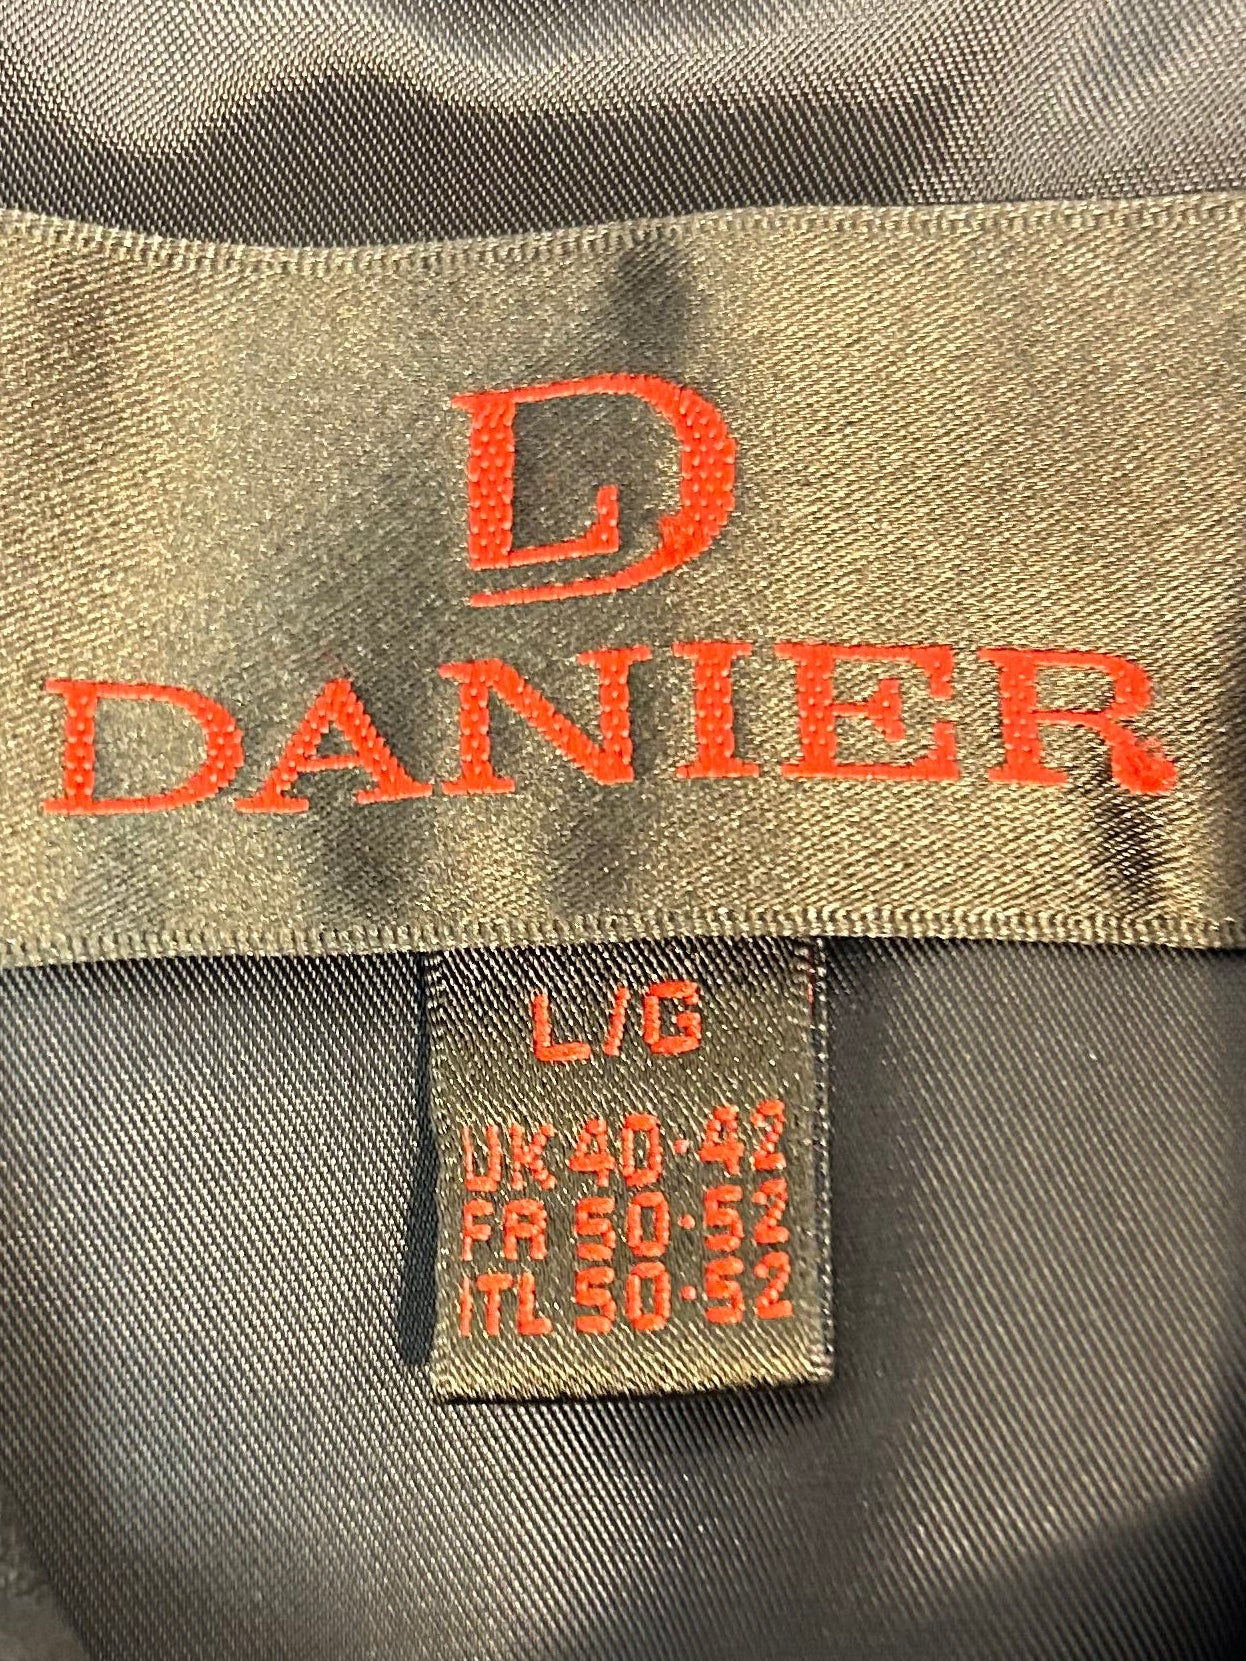 D
DANIER
L/G
UK 40-42
FR 50-52
ITL 50-52